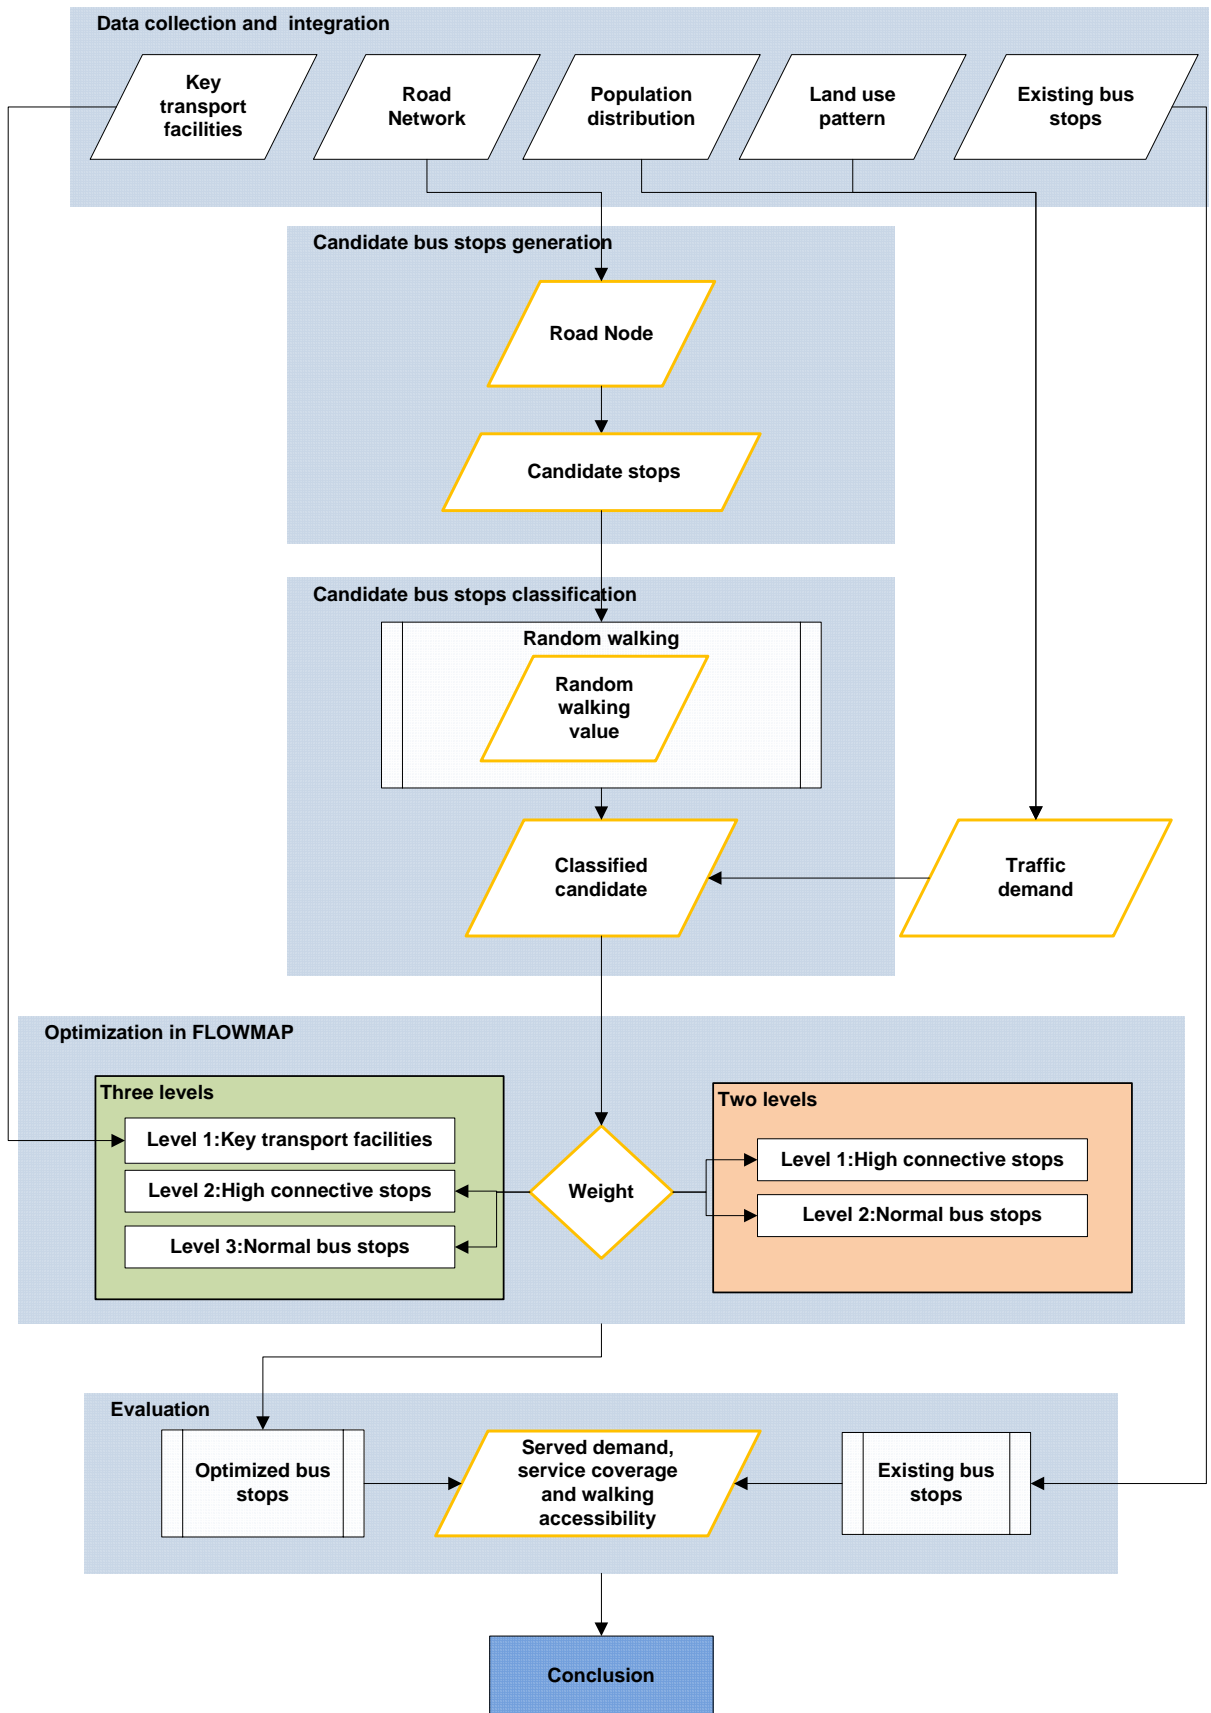 Data collection and  integration
Key
transport
facilities
Road
Network
Population
distribution
Land use
pattern
Existing bus
stops
Candidate bus stops generation
Road Node
Candidate stops
Candidate bus stops classification
Random walking
Random
walking
value
Classified
candidate
Traffic
demand
Optimization in FLOWMAP
Three levels
Level 1:Key transport facilities
Level 2:High connective stops
Level 3:Normal bus stops
Weight
Two levels
Level 1:High connective stops
Level 2:Normal bus stops
Evaluation
Optimized bus
stops
Served demand,
service coverage
and walking
accessibility
Existing bus
stops
Conclusion